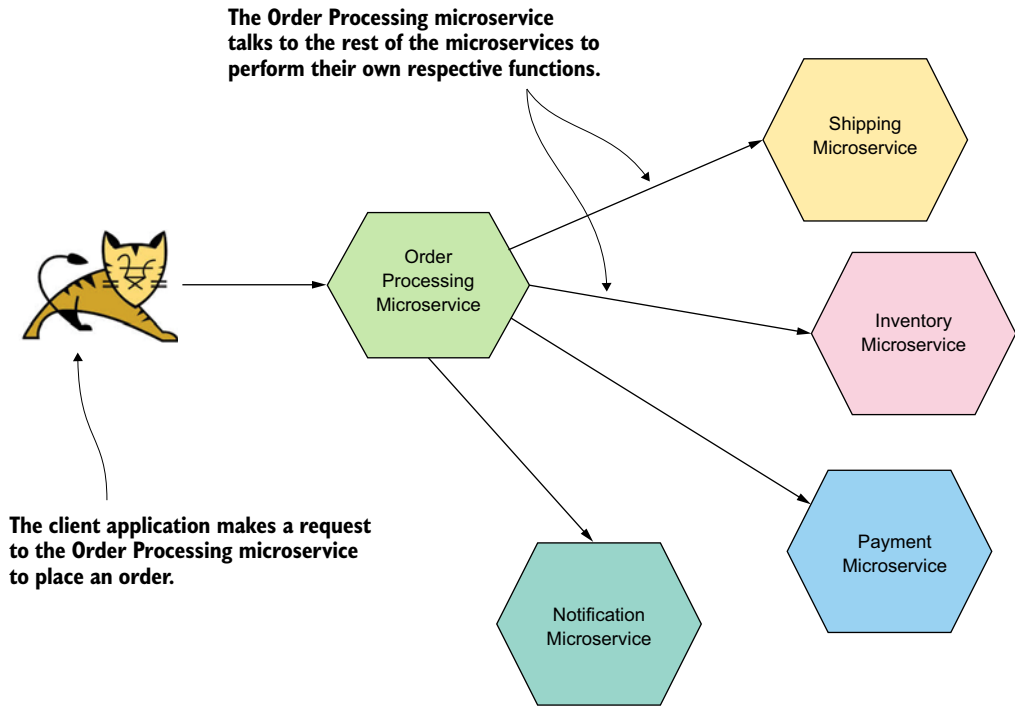 The Order Processing microservice
talks to the rest of the microservices to
perform their own respective functions.
Shipping
Microservice
Order
Processing
Microservice
Inventory
Microservice
The client application makes a request
to the Order Processing microservice
to place an order.
Payment
Microservice
Notification
Microservice